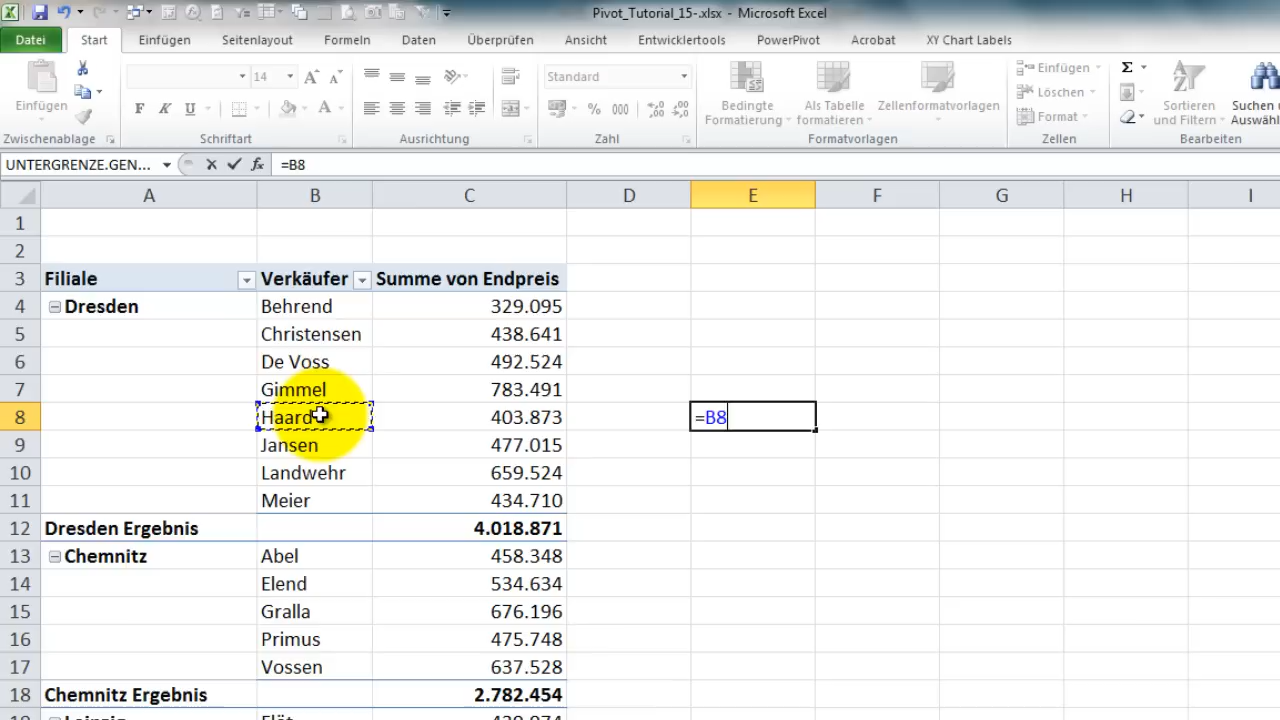 Pivot_Tutorial_15-.xlsx - Microsoft Excel
Datei Start Einfügen Seitenlayout Formeln Daten Überprüfen Ansicht Entwicklertools PowerPivot Acrobat XY Chart Labels
14 Standard Einfügen Σ
Einfügen F K U % 000 Bedingte Formatierung Als Tabelle formatieren Zellenformatvorlagen Löschen Format Sortieren und Filtern Suchen Auswähl
Zwischenablage Schriftart Ausrichtung Zahl Formatvorlagen Zellen Bearbeiten
UNTERGRENZE.GEN... fx =B8
A B C D E F G H I
1
2
3 Filiale Verkäufer Summe von Endpreis
4 Dresden Behrend 329.095
5 Christensen 438.641
6 De Voss 492.524
7 Gimmel 783.491
8 Haard 403.873 =B8
9 Jansen 477.015
10 Landwehr 659.524
11 Meier 434.710
12 Dresden Ergebnis 4.018.871
13 Chemnitz Abel 458.348
14 Elend 534.634
15 Gralla 676.196
16 Primus 475.748
17 Vossen 637.528
18 Chemnitz Ergebnis 2.782.454